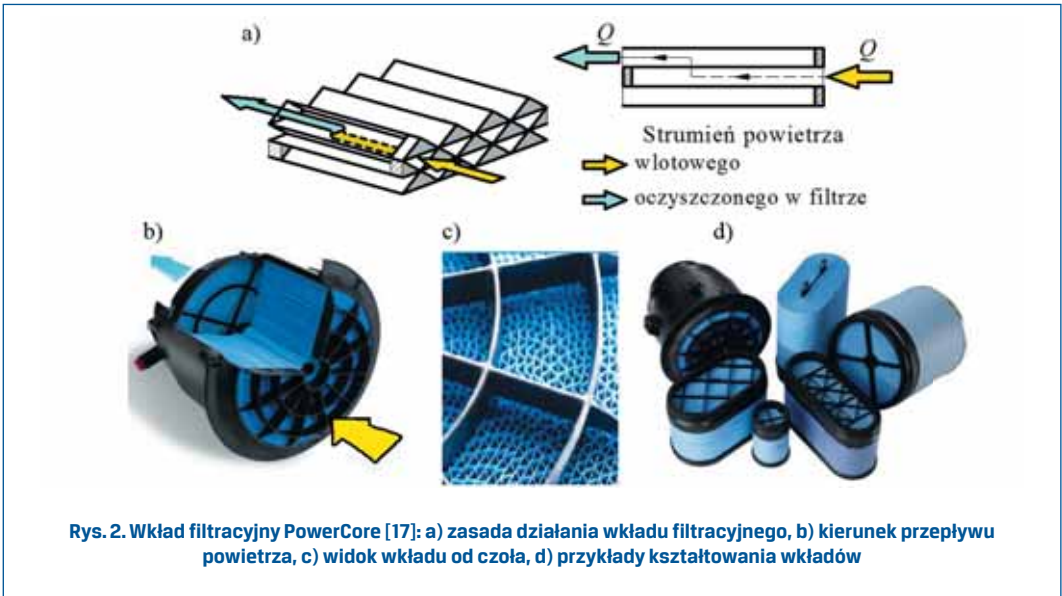 a)
Q
Q
Strumień powietrza
wlotowego
oczyszczonego w filtrze
b)
c)
d)
Rys. 2. Wkład filtracyjny PowerCore [17]: a) zasada działania wkładu filtracyjnego, b) kierunek przepływu
powietrza, c) widok wkładu od czoła, d) przykłady kształtowania wkładów